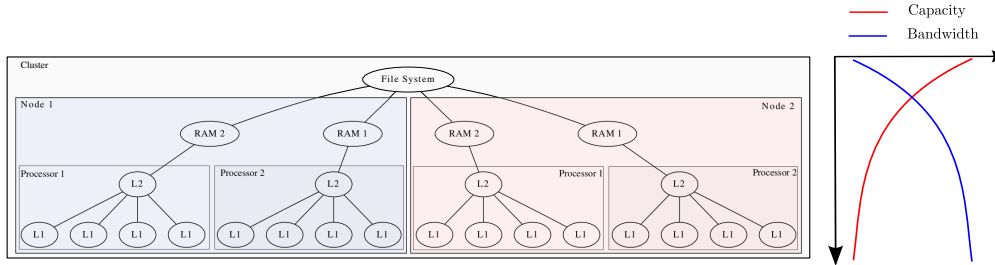 Capacity
Bandwidth
Cluster
File System
Node 1
Node 2
RAM 2
RAM 1
RAM 2
RAM 1
Processor 1
Processor 2
Processor 1
Processor 2
L2
L2
L2
L2
L1 L1 L1 L1 L1 L1 L1 L1 L1 L1 L1 L1 L1 L1 L1 L1